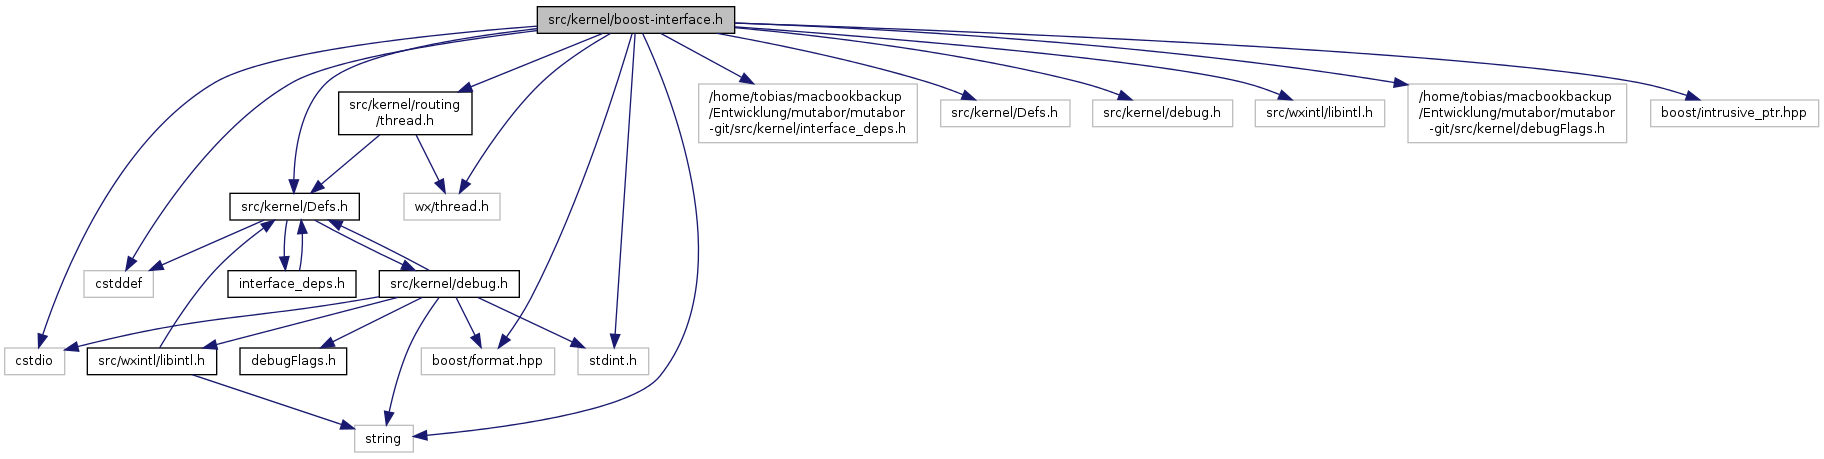 src/kernel/boost-interface.h
src/kernel/routing
/thread.h
/home/tobias/macbookbackup
/Entwicklung/mutabor/mutabor
-git/src/kernel/interface_deps.h
src/kernel/Defs.h
src/kernel/debug.h
src/wxintl/libintl.h
/home/tobias/macbookbackup
/Entwicklung/mutabor/mutabor
-git/src/kernel/debugFlags.h
boost/intrusive_ptr.hpp
src/kernel/Defs.h
wx/thread.h
cstddef
interface_deps.h
src/kernel/debug.h
cstdio
src/wxintl/libintl.h
debugFlags.h
boost/format.hpp
stdint.h
string